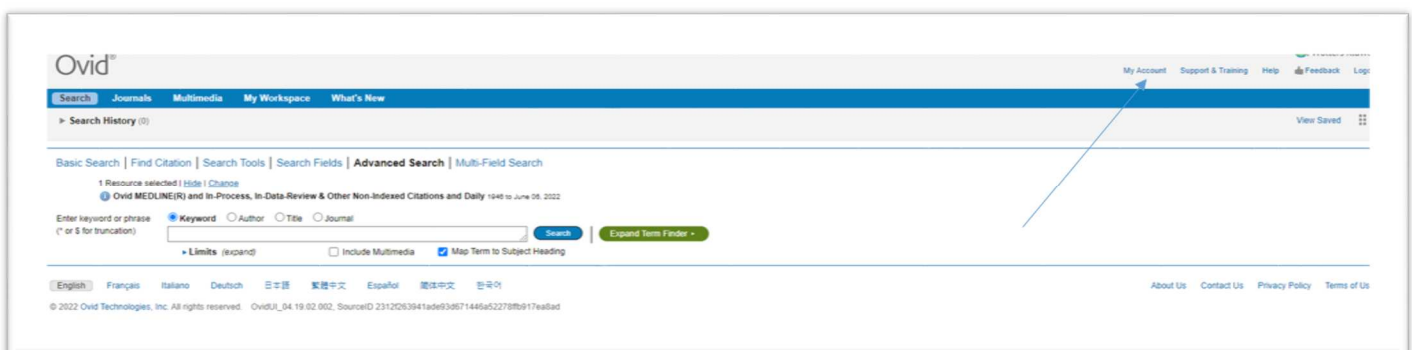 Ovid®
My Account Support & Training Help Feedback
Search Journals Multimedia My Workspace What's New
▸ Search History (0) View Saved
Basic Search | Find Citation | Search Tools | Search Fields | Advanced Search | Multi-Field Search
1 Resource selected | Hide | Change
Ovid MEDLINE(R) and In-Process, In-Data-Review & Other Non-Indexed Citations and Daily 1946 to June 08, 2022
Enter keyword or phrase Keyword Author Title Journal
(* or $ for truncation) Search | Expand Term Finder
▸ Limits (expand) Include Multimedia Map Term to Subject Heading
English Français Italiano Deutsch 日本語 繁體中文 Español 简体中文 한국어 About Us Contact Us Privacy Policy Terms of Us
© 2022 Ovid Technologies, Inc. All rights reserved. OvidUI_04.19.02.002, SourceID